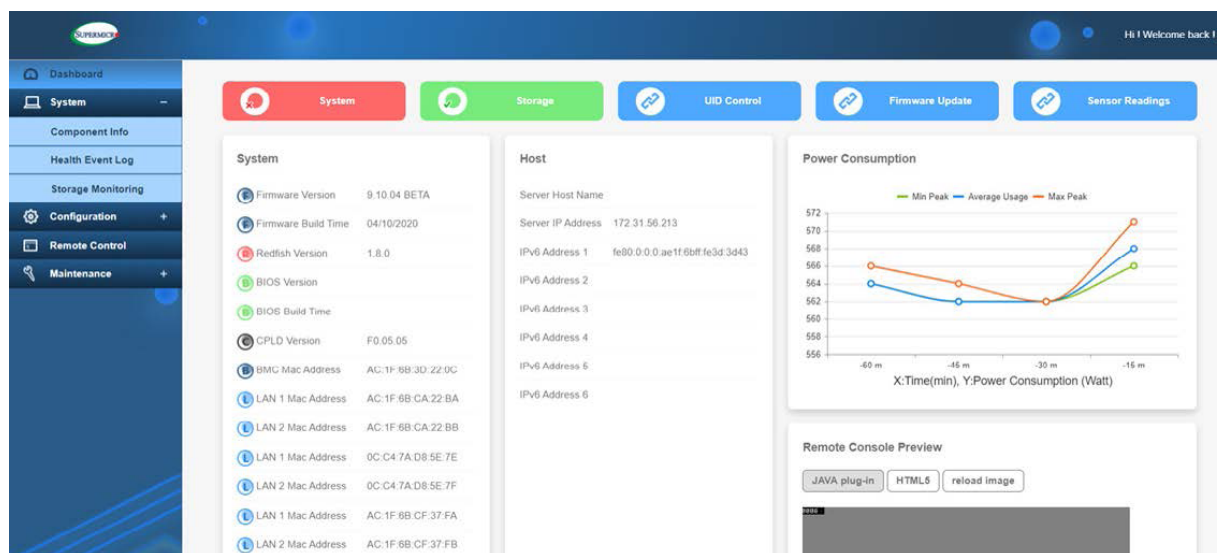 SUPERMICR
Hi ! Welcome back !
Dashboard
System
Component Info
Health Event Log
Storage Monitoring
Configuration
Remote Control
Maintenance
System
Storage
UID Control
Firmware Update
Sensor Readings
System
Firmware Version 9.10.04 BETA
Firmware Build Time 04/10/2020
Redfish Version 1.8.0
BIOS Version
BIOS Build Time
CPLD Version F0.05.05
BMC Mac Address AC:1F:6B:3D:22:0C
LAN 1 Mac Address AC:1F:6B:CA:22:BA
LAN 2 Mac Address AC:1F:6B:CA:22:BB
LAN 1 Mac Address 0C:C4:7A:D8:5E:7E
LAN 2 Mac Address 0C:C4:7A:D8:5E:7F
LAN 1 Mac Address AC:1F:6B:CF:37:FA
LAN 2 Mac Address AC:1F:6B:CF:37:FB
Host
Server Host Name
Server IP Address 172.31.56.213
IPv6 Address 1 fe80:0:0:0:ae1f:6bff:fe3d:3d43
IPv6 Address 2
IPv6 Address 3
IPv6 Address 4
IPv6 Address 5
IPv6 Address 6
Power Consumption
Min Peak Average Usage Max Peak
572
570
568
566
564
562
560
558
556
-60 m -45 m -30 m -15 m
X:Time(min), Y:Power Consumption (Watt)
Remote Console Preview
JAVA plug-in HTML5 reload image